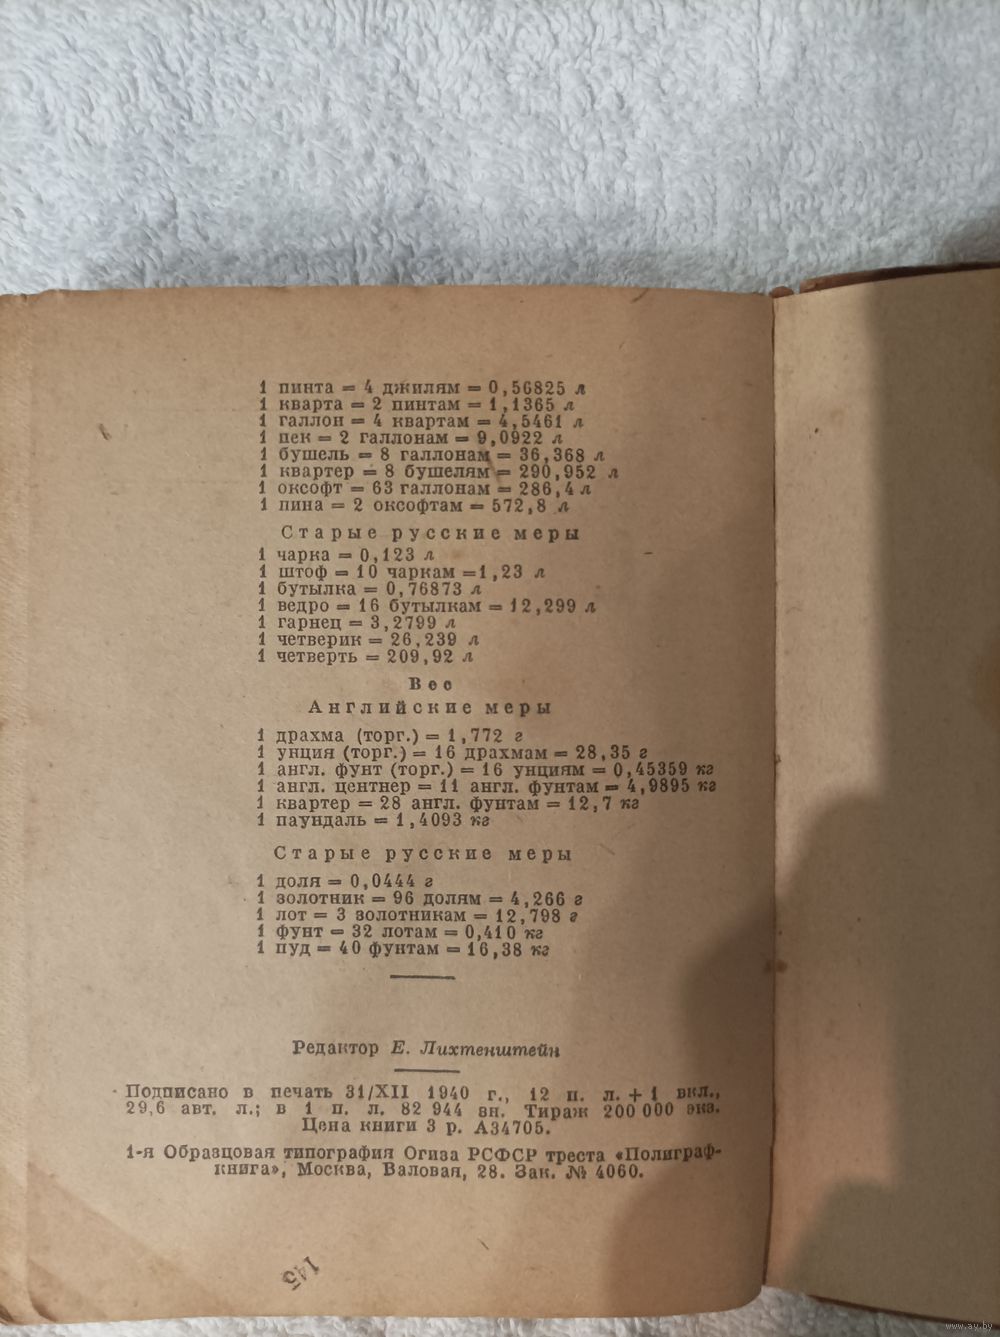 1 пинта = 4 джилям = 0,56825 л
1 кварта = 2 пинтам = 1,1365 л
1 галлон = 4 квартам = 4,5461 л
1 пек = 2 галлонам = 9,0922 л
1 бушель = 8 галлонам = 36,368 л
1 квартер = 8 бушелям = 290,952 л
1 оксофт = 63 галлонам = 286,4 л
1 пина = 2 оксофтам = 572,8 л
Старые русские меры
1 чарка = 0,123 л
1 штоф = 10 чаркам = 1,23 л
1 бутылка = 0,76873 л
1 ведро = 16 бутылкам = 12,299 л
1 гарнец = 3,2799 л
1 четверик = 26,239 л
1 четверть = 209,92 л
Вес
Английские меры
1 драхма (торг.) = 1,772 г
1 унция (торг.) = 16 драхмам = 28,35 г
1 англ. фунт (торг.) = 16 унциям = 0,45359 кг
1 англ. центнер = 11 англ. фунтам = 4,9895 кг
1 квартер = 28 англ. фунтам = 12,7 кг
1 паундаль = 1,4093 кг
Старые русские меры
1 доля = 0,0444 г
1 золотник = 96 долям = 4,266 г
1 лот = 3 золотникам = 12,798 г
1 фунт = 32 лотам = 0,410 кг
1 пуд = 40 фунтам = 16,38 кг
Редактор Е. Лихтенштейн
Подписано в печать 31/XII 1940 г., 12 п. л. + 1 вкл.,
29,6 авт. л.; в 1 п. л. 82 944 зн. Тираж 200 000 экз.
Цена книги 3 р. А34705.
1-я Образцовая типография Огиза РСФСР треста «Полиграф-
книга», Москва, Валовая, 28. Зак. № 4060.
145
www.ay.by